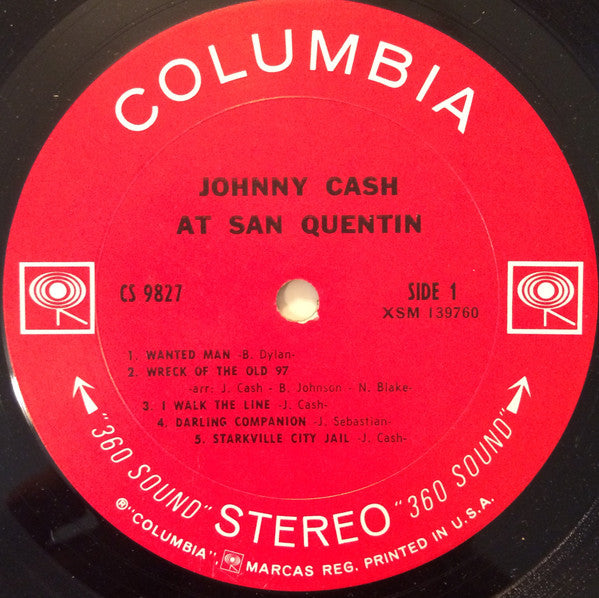 COLUMBIA
JOHNNY CASH
AT SAN QUENTIN
CS 9827
SIDE 1
XSM 139760
1. WANTED MAN -B. Dylan-
2. WRECK OF THE OLD 97
-arr: J. Cash - B. Johnson - N. Blake-
3. I WALK THE LINE -J. Cash-
4. DARLING COMPANION -J. Sebastian-
5. STARKVILLE CITY JAIL -J. Cash-
"360 SOUND" STEREO "360 SOUND"
®"COLUMBIA" MARCAS REG. PRINTED IN U.S.A.